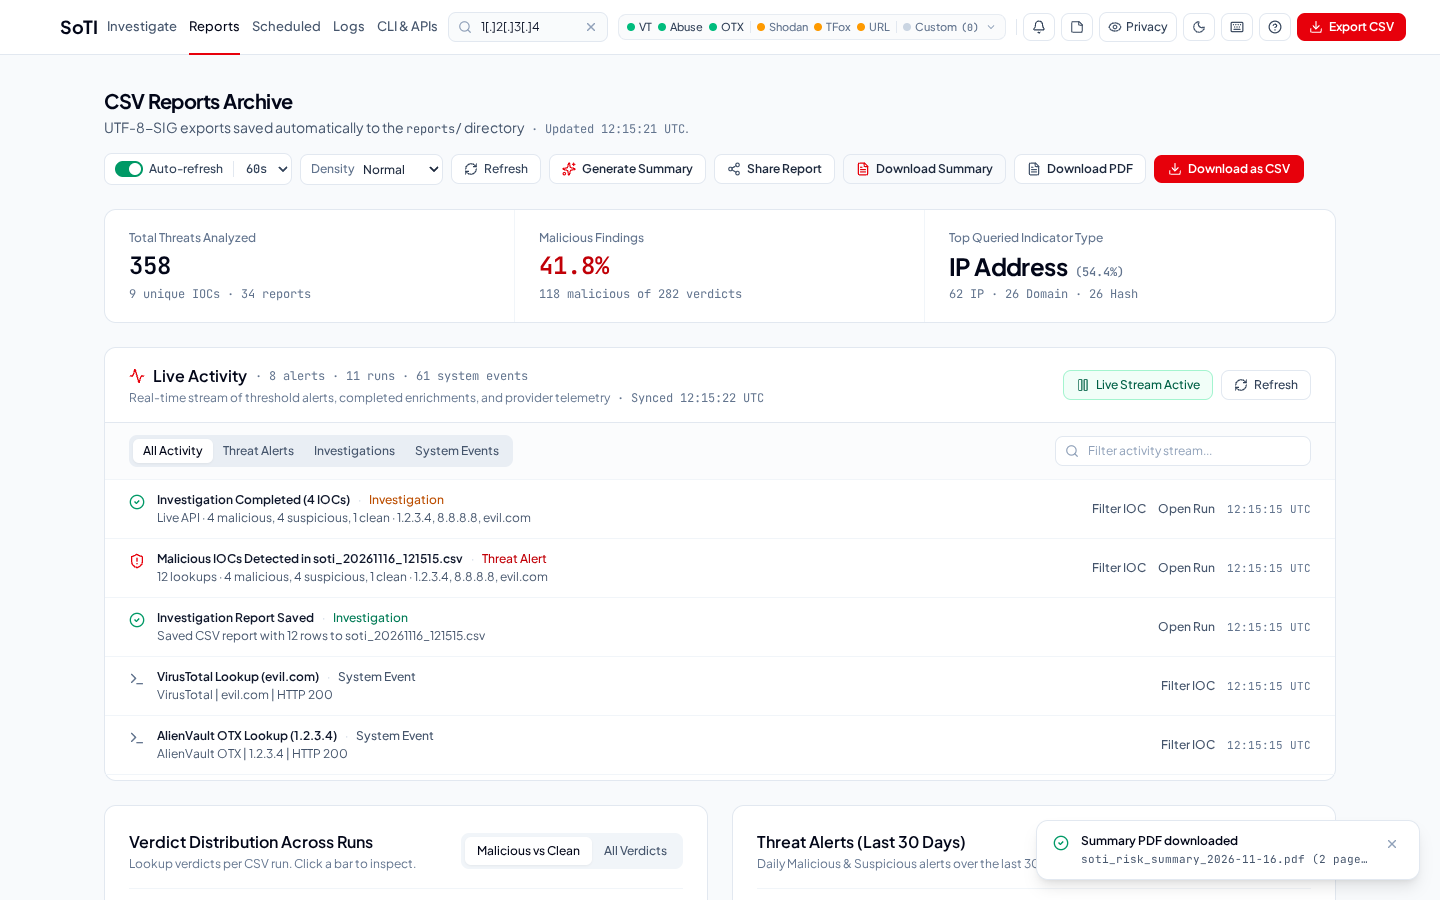 SoTI Investigate Reports Scheduled Logs CLI & APIs 1[.]2[.]3[.]4 VT Abuse OTX Shodan TFox URL Custom (0) Privacy Export CSV
CSV Reports Archive
UTF-8-SIG exports saved automatically to the reports/ directory · Updated 12:15:21 UTC.
Auto-refresh 60s Density Normal Refresh Generate Summary Share Report Download Summary Download PDF Download as CSV
Total Threats Analyzed
358
9 unique IOCs · 34 reports
Malicious Findings
41.8%
118 malicious of 282 verdicts
Top Queried Indicator Type
IP Address (54.4%)
62 IP · 26 Domain · 26 Hash
Live Activity · 8 alerts · 11 runs · 61 system events
Real-time stream of threshold alerts, completed enrichments, and provider telemetry · Synced 12:15:22 UTC
Live Stream Active Refresh
All Activity Threat Alerts Investigations System Events Filter activity stream...
Investigation Completed (4 IOCs) · Investigation
Live API · 4 malicious, 4 suspicious, 1 clean · 1.2.3.4, 8.8.8.8, evil.com
Filter IOC Open Run 12:15:15 UTC
Malicious IOCs Detected in soti_20261116_121515.csv · Threat Alert
12 lookups · 4 malicious, 4 suspicious, 1 clean · 1.2.3.4, 8.8.8.8, evil.com
Filter IOC Open Run 12:15:15 UTC
Investigation Report Saved · Investigation
Saved CSV report with 12 rows to soti_20261116_121515.csv
Open Run 12:15:15 UTC
VirusTotal Lookup (evil.com) · System Event
VirusTotal | evil.com | HTTP 200
Filter IOC 12:15:15 UTC
AlienVault OTX Lookup (1.2.3.4) · System Event
AlienVault OTX | 1.2.3.4 | HTTP 200
Filter IOC 12:15:15 UTC
Verdict Distribution Across Runs
Lookup verdicts per CSV run. Click a bar to inspect.
Malicious vs Clean All Verdicts
Threat Alerts (Last 30 Days)
Daily Malicious & Suspicious alerts over the last 30
Summary PDF downloaded
soti_risk_summary_2026-11-16.pdf (2 page…